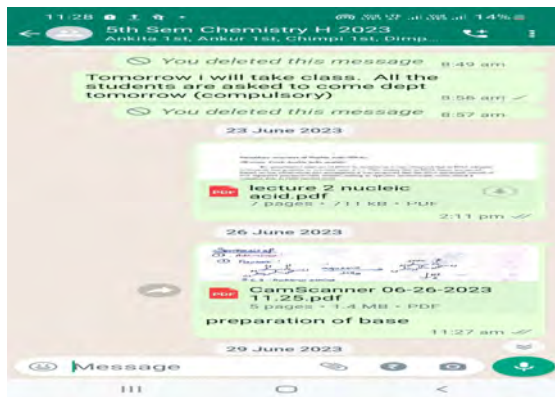 11:28
14%
5th Sem Chemistry H 2023
Ankita 1st, Ankur 1st, Chimpi 1st, Dimp...
You deleted this message 8:49 am
Tomorrow i will take class. All the
students are asked to come dept
tomorrow (compulsory) 8:56 am
You deleted this message 8:57 am
23 June 2023
PDF
lecture 2 nucleic
acid.pdf
7 pages • 711 KB • PDF
2:11 pm
26 June 2023
PDF
CamScanner 06-26-2023
11.25.pdf
5 pages • 1.4 MB • PDF
preparation of base
11:27 am
29 June 2023
Message